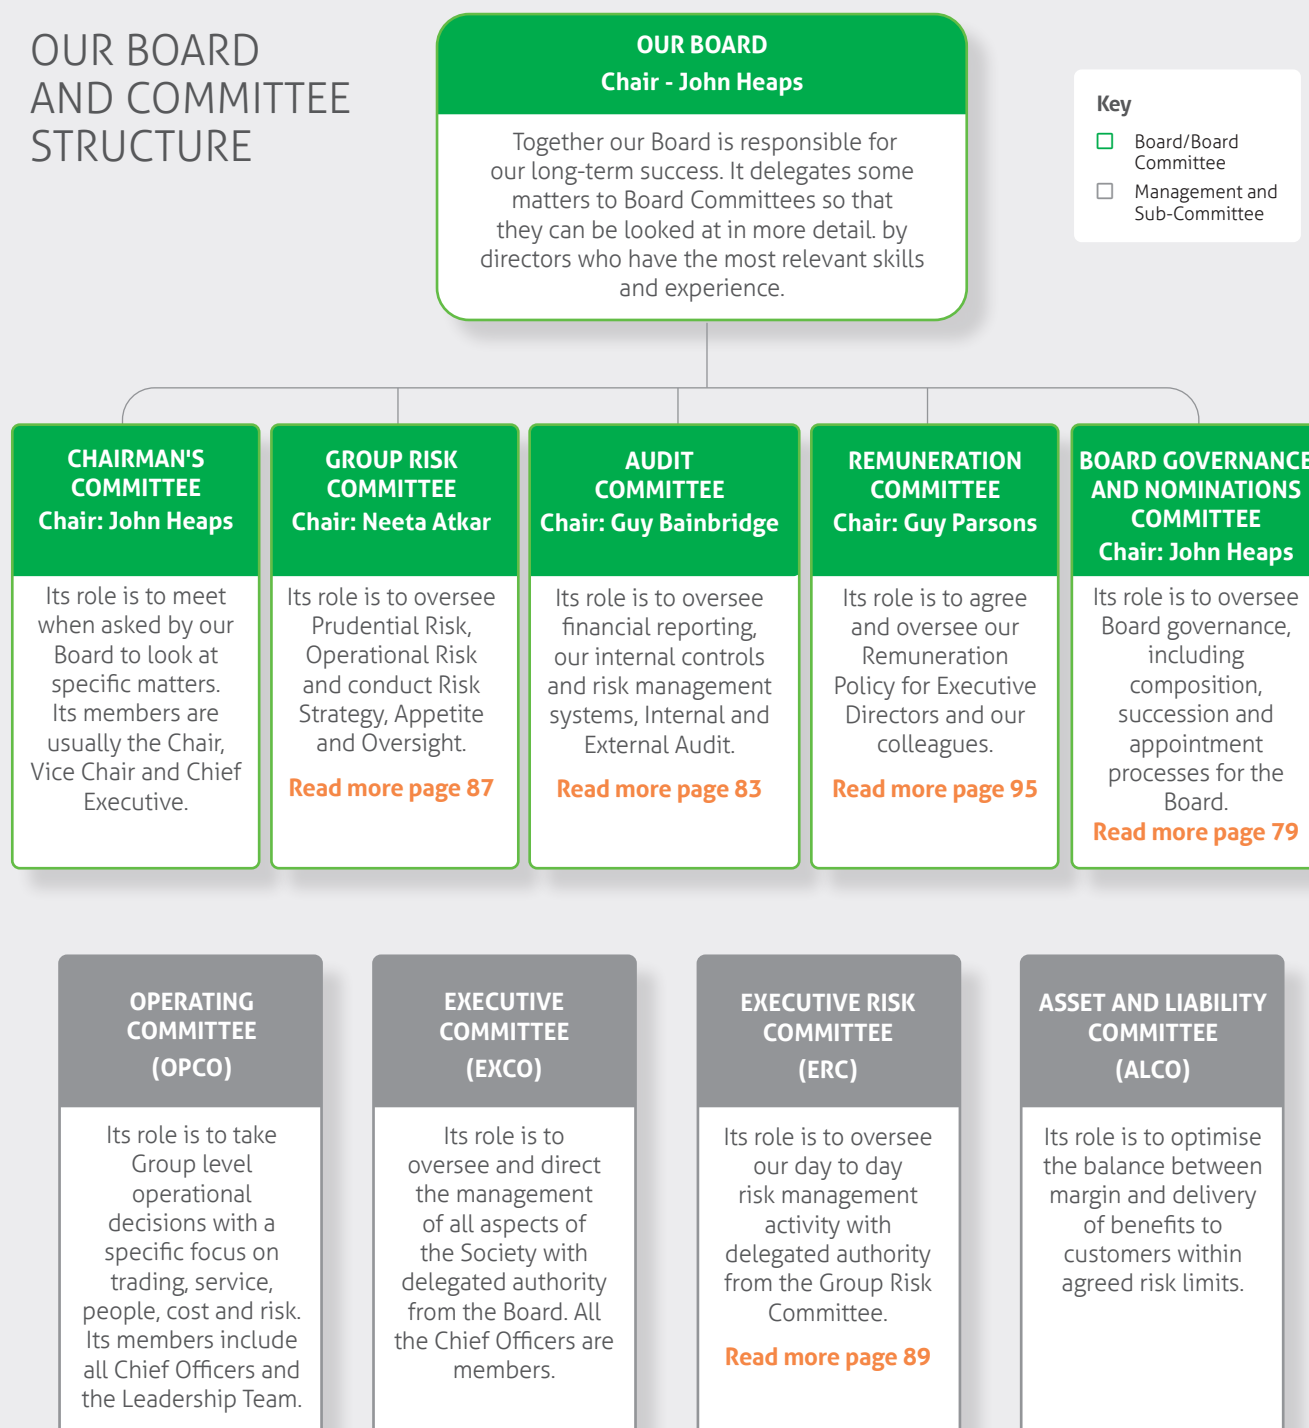 OUR BOARD
AND COMMITTEE
STRUCTURE
OUR BOARD
Chair - John Heaps
Together our Board is responsible for
our long-term success. It delegates some
matters to Board Committees so that
they can be looked at in more detail. by
directors who have the most relevant skills
and experience.
Key
Board/Board
Committee
Management and
Sub-Committee
CHAIRMAN'S
COMMITTEE
Chair: John Heaps
Its role is to meet
when asked by our
Board to look at
specific matters.
Its members are
usually the Chair,
Vice Chair and Chief
Executive.
GROUP RISK
COMMITTEE
Chair: Neeta Atkar
Its role is to oversee
Prudential Risk,
Operational Risk
and conduct Risk
Strategy, Appetite
and Oversight.
Read more page 87
AUDIT
COMMITTEE
Chair: Guy Bainbridge
Its role is to oversee
financial reporting,
our internal controls
and risk management
systems, Internal and
External Audit.
Read more page 83
REMUNERATION
COMMITTEE
Chair: Guy Parsons
Its role is to agree
and oversee our
Remuneration
Policy for Executive
Directors and our
colleagues.
Read more page 95
BOARD GOVERNANCE
AND NOMINATIONS
COMMITTEE
Chair: John Heaps
Its role is to oversee
Board governance,
including
composition,
succession and
appointment
processes for the
Board.
Read more page 79
OPERATING
COMMITTEE
(OPCO)
Its role is to take
Group level
operational
decisions with a
specific focus on
trading, service,
people, cost and risk.
Its members include
all Chief Officers and
the Leadership Team.
EXECUTIVE
COMMITTEE
(EXCO)
Its role is to
oversee and direct
the management
of all aspects of
the Society with
delegated authority
from the Board. All
the Chief Officers are
members.
EXECUTIVE RISK
COMMITTEE
(ERC)
Its role is to oversee
our day to day
risk management
activity with
delegated authority
from the Group Risk
Committee.
Read more page 89
ASSET AND LIABILITY
COMMITTEE
(ALCO)
Its role is to optimise
the balance between
margin and delivery
of benefits to
customers within
agreed risk limits.